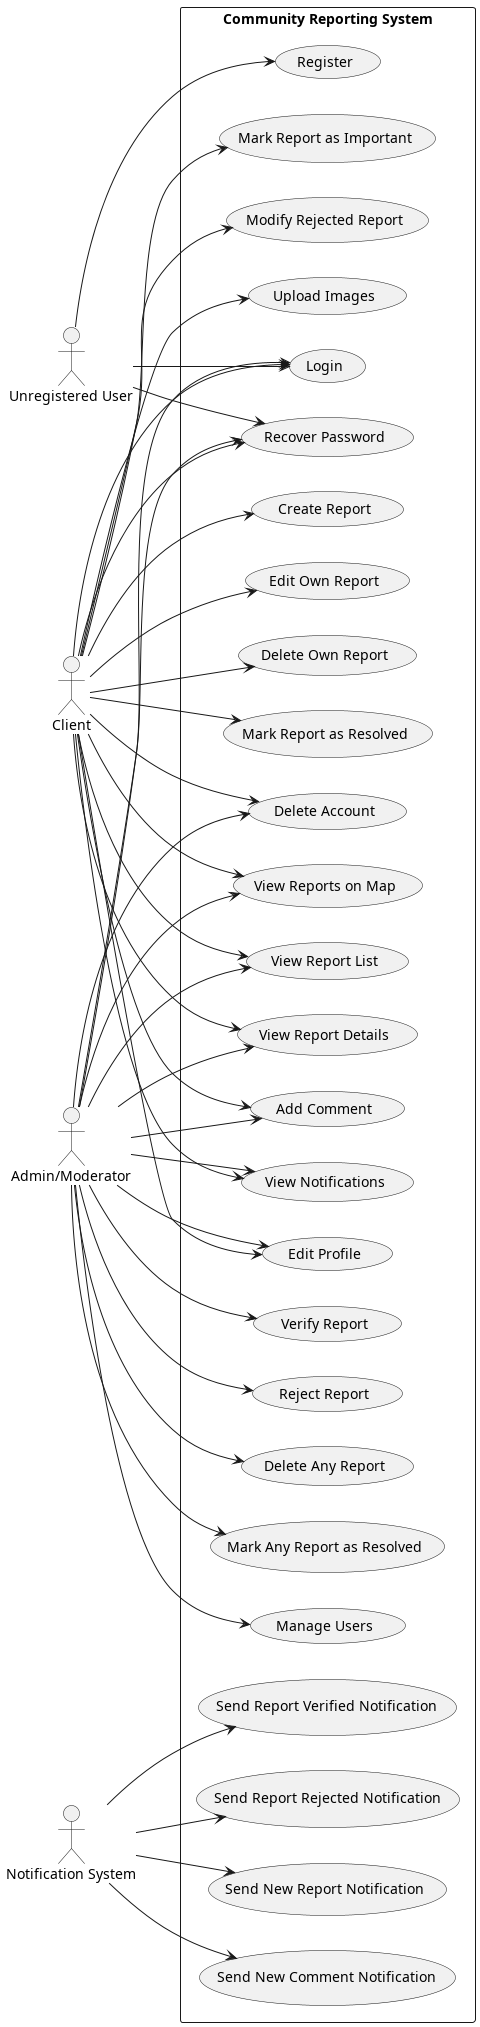 Community Reporting System
Register
Mark Report as Important
Modify Rejected Report
Upload Images
Login
Unregistered User
Recover Password
Create Report
Edit Own Report
Delete Own Report
Client
Mark Report as Resolved
Delete Account
View Reports on Map
View Report List
View Report Details
Add Comment
Admin/Moderator
View Notifications
Edit Profile
Verify Report
Reject Report
Delete Any Report
Mark Any Report as Resolved
Manage Users
Send Report Verified Notification
Send Report Rejected Notification
Notification System
Send New Report Notification
Send New Comment Notification